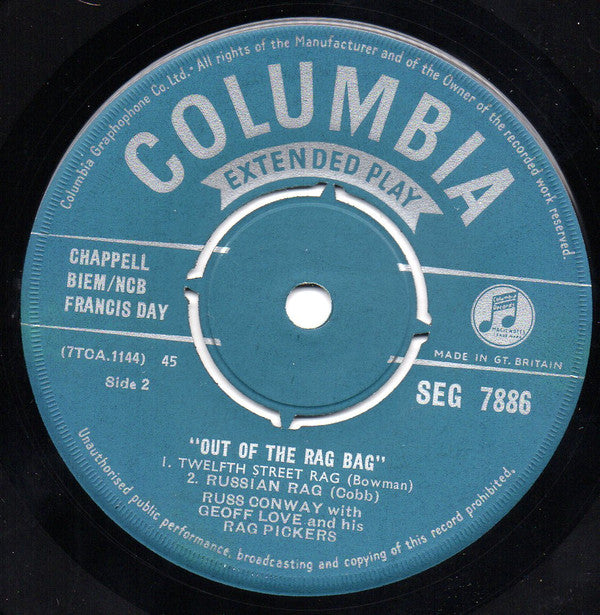 Columbia Graphophone Co. Ltd. · All rights of the Manufacturer and of the Owner of the recorded work reserved.
COLUMBIA
EXTENDED PLAY
CHAPPELL
BIEM/NCB
FRANCIS DAY
(7TCA.1144) 45
Side 2
MADE IN GT. BRITAIN
SEG 7886
"OUT OF THE RAG BAG"
1. TWELFTH STREET RAG (Bowman)
2. RUSSIAN RAG (Cobb)
RUSS CONWAY with
GEOFF LOVE and his
RAG PICKERS
Unauthorised public performance, broadcasting and copying of this record prohibited.